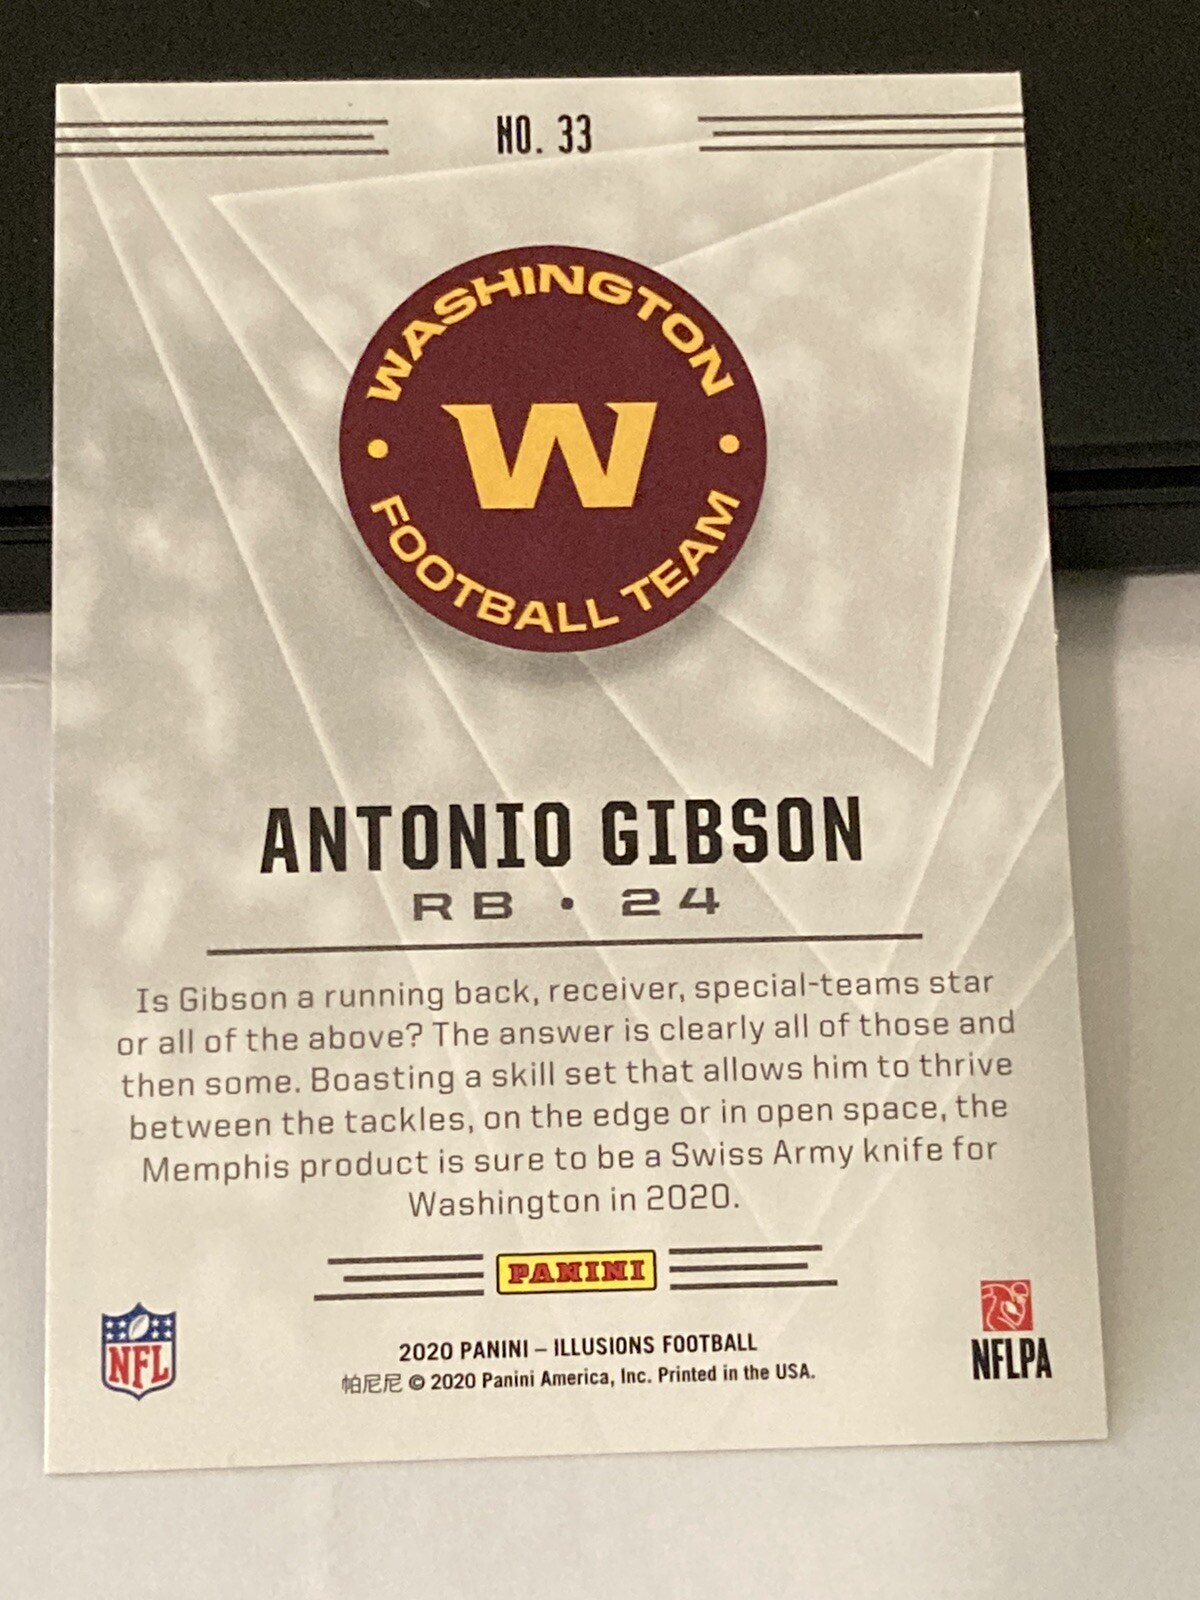 NO. 33
WASHINGTON
W
FOOTBALL TEAM
ANTONIO GIBSON
RB • 24
Is Gibson a running back, receiver, special-teams star
or all of the above? The answer is clearly all of those and
then some. Boasting a skill set that allows him to thrive
between the tackles, on the edge or in open space, the
Memphis product is sure to be a Swiss Army knife for
Washington in 2020.
PANINI
NFL
NFLPA
2020 PANINI – ILLUSIONS FOOTBALL
帕尼尼 © 2020 Panini America, Inc. Printed in the USA.